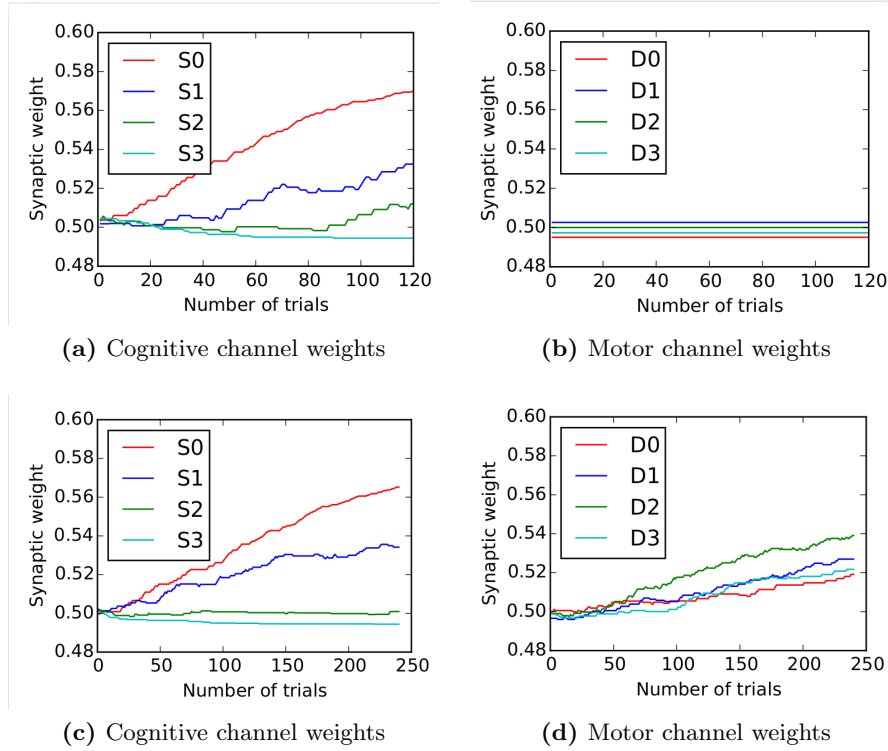 0.60
0.58
0.56
0.54
0.52
0.50
0.48
Synaptic weight
S0
S1
S2
S3
0 20 40 60 80 100 120
Number of trials
(a) Cognitive channel weights
0.60
0.58
0.56
0.54
0.52
0.50
0.48
Synaptic weight
D0
D1
D2
D3
0 20 40 60 80 100 120
Number of trials
(b) Motor channel weights
0.60
0.58
0.56
0.54
0.52
0.50
0.48
Synaptic weight
S0
S1
S2
S3
0 50 100 150 200 250
Number of trials
(c) Cognitive channel weights
0.60
0.58
0.56
0.54
0.52
0.50
0.48
Synaptic weight
D0
D1
D2
D3
0 50 100 150 200 250
Number of trials
(d) Motor channel weights